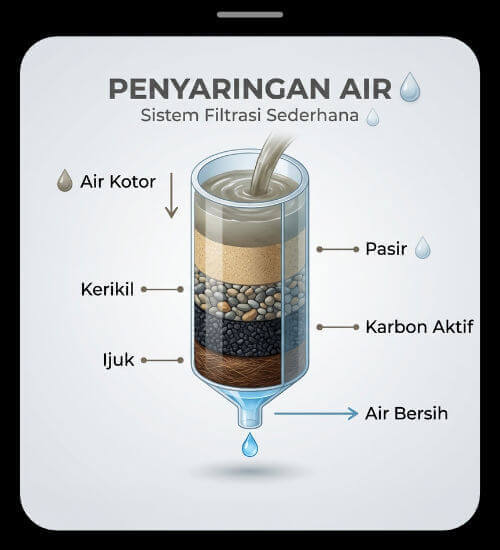 PENYARINGAN AIR
Sistem Filtrasi Sederhana
Air Kotor
Pasir
Kerikil
Karbon Aktif
Ijuk
Air Bersih